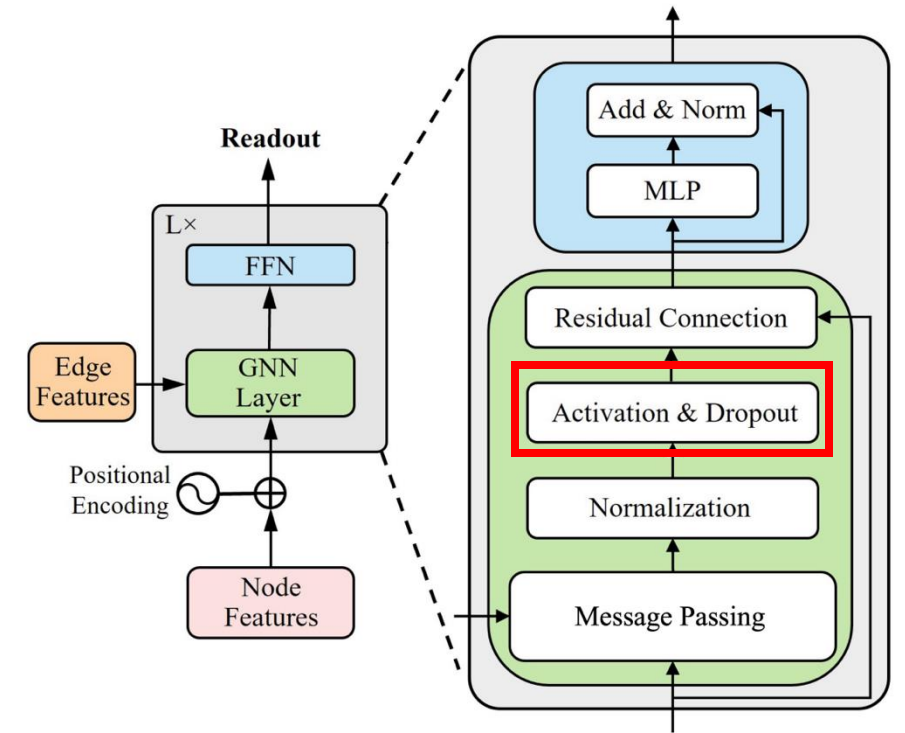 Readout
L×
FFN
GNN
Layer
Edge
Features
Positional
Encoding
Node
Features
Add & Norm
MLP
Residual Connection
Activation & Dropout
Normalization
Message Passing